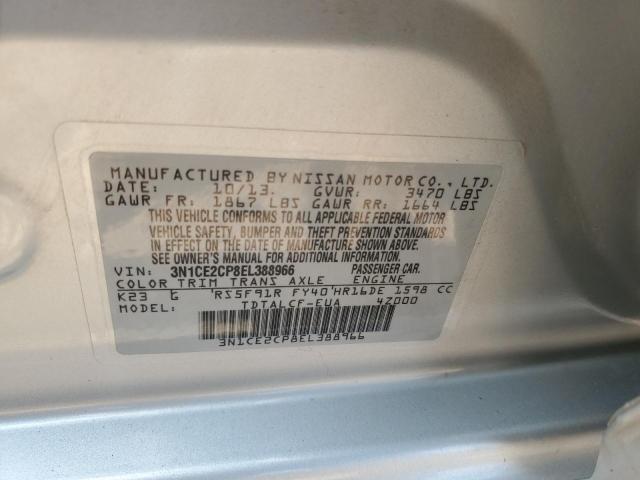 MANUFACTURED BY NISSAN MOTOR CO., LTD.
DATE: 10/13. GVWR: 3470 LBS
GAWR FR: 1867 LBS GAWR RR: 1664 LBS
THIS VEHICLE CONFORMS TO ALL APPLICABLE FEDERAL MOTOR
VEHICLE SAFETY, BUMPER AND THEFT PREVENTION STANDARDS
IN EFFECT ON THE DATE OF MANUFACTURE SHOWN ABOVE.
SEE OWNER'S MANUAL FOR ADDITIONAL INFORMATION.
VIN: 3N1CE2CP8EL388966 PASSENGER CAR.
COLOR TRIM TRANS AXLE ENGINE
K23 G RS5F91R FY40 HR16DE 1598 CC
MODEL: TDTALCF-EUA 4Z000
3N1CE2CP8EL388966